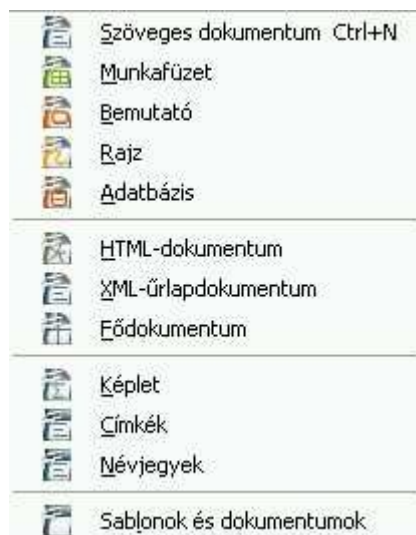 Szöveges dokumentum Ctrl+N
Munkafüzet
Bemutató
Rajz
Adatbázis
HTML-dokumentum
XML-űrlapdokumentum
Fődokumentum
Képlet
Címkék
Névjegyek
Sablonok és dokumentumok